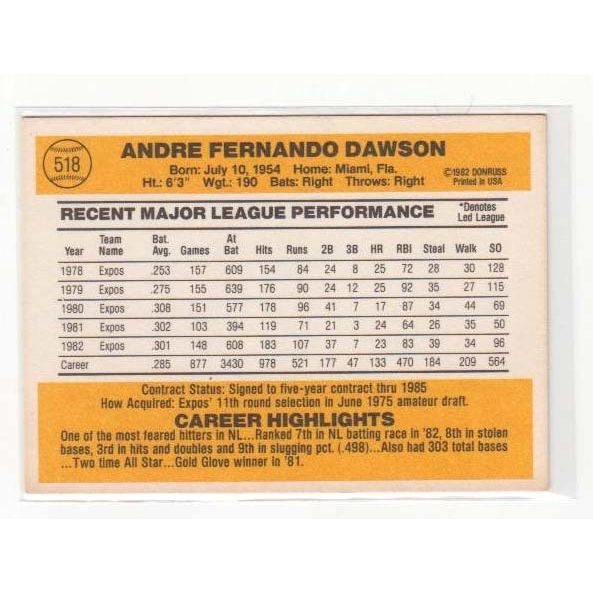 518
ANDRE FERNANDO DAWSON
Born: July 10, 1954 Home: Miami, Fla.
Ht.: 6'3" Wgt.: 190 Bats: Right Throws: Right
©1982 DONRUSS
Printed in USA
RECENT MAJOR LEAGUE PERFORMANCE
*Denotes
Led League
Year Team Name Bat. Avg. Games At Bat Hits Runs 2B 3B HR RBI Steal Walk SO
1978 Expos .253 157 609 154 84 24 8 25 72 28 30 128
1979 Expos .275 155 639 176 90 24 12 25 92 35 27 115
1980 Expos .308 151 577 178 96 41 7 17 87 34 44 69
1981 Expos .302 103 394 119 71 21 3 24 64 26 35 50
1982 Expos .301 148 608 183 107 37 7 23 83 39 34 96
Career .285 877 3430 978 521 177 47 133 470 184 209 564
Contract Status: Signed to five-year contract thru 1985
How Acquired: Expos' 11th round selection in June 1975 amateur draft.
CAREER HIGHLIGHTS
One of the most feared hitters in NL...Ranked 7th in NL batting race in '82, 8th in stolen
bases, 3rd in hits and doubles and 9th in slugging pct. (.498)...Also had 303 total bases
...Two time All Star...Gold Glove winner in '81.